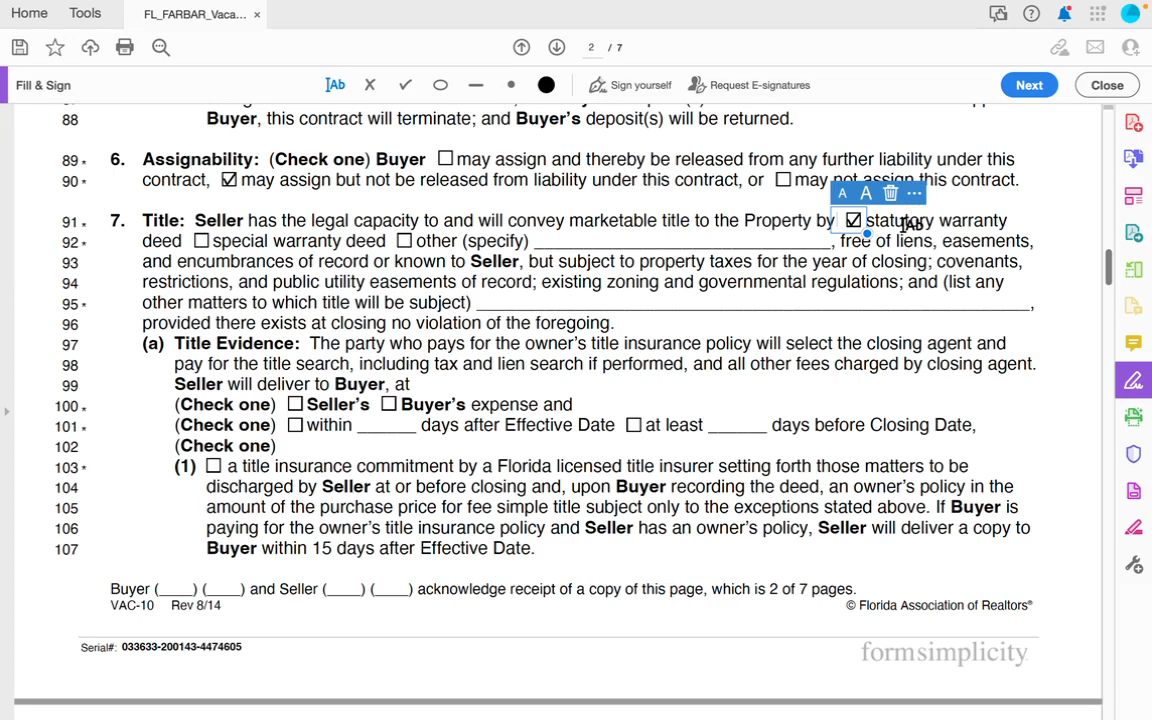 Home Tools FL_FARBAR_Vaca... ×
2 / 7
Fill & Sign Ab Sign yourself Request E-signatures Next Close
88 Buyer, this contract will terminate; and Buyer's deposit(s) will be returned.
89* 6. Assignability: (Check one) Buyer ☐ may assign and thereby be released from any further liability under this
90* contract, ☑ may assign but not be released from liability under this contract, or ☐ may not assign this contract.
A A ...
91* 7. Title: Seller has the legal capacity to and will convey marketable title to the Property by ☑ statutory warranty
92* deed ☐ special warranty deed ☐ other (specify) ____________________, free of liens, easements,
93 and encumbrances of record or known to Seller, but subject to property taxes for the year of closing; covenants,
94 restrictions, and public utility easements of record; existing zoning and governmental regulations; and (list any
95* other matters to which title will be subject) ____________________,
96 provided there exists at closing no violation of the foregoing.
97 (a) Title Evidence: The party who pays for the owner's title insurance policy will select the closing agent and
98 pay for the title search, including tax and lien search if performed, and all other fees charged by closing agent.
99 Seller will deliver to Buyer, at
100* (Check one) ☐ Seller's ☐ Buyer's expense and
101* (Check one) ☐ within ______ days after Effective Date ☐ at least ______ days before Closing Date,
102 (Check one)
103* (1) ☐ a title insurance commitment by a Florida licensed title insurer setting forth those matters to be
104 discharged by Seller at or before closing and, upon Buyer recording the deed, an owner's policy in the
105 amount of the purchase price for fee simple title subject only to the exceptions stated above. If Buyer is
106 paying for the owner's title insurance policy and Seller has an owner's policy, Seller will deliver a copy to
107 Buyer within 15 days after Effective Date.
Buyer (____) (____) and Seller (____) (____) acknowledge receipt of a copy of this page, which is 2 of 7 pages.
VAC-10 Rev 8/14 © Florida Association of Realtors®
Serial#: 033633-200143-4474605 formsimplicity